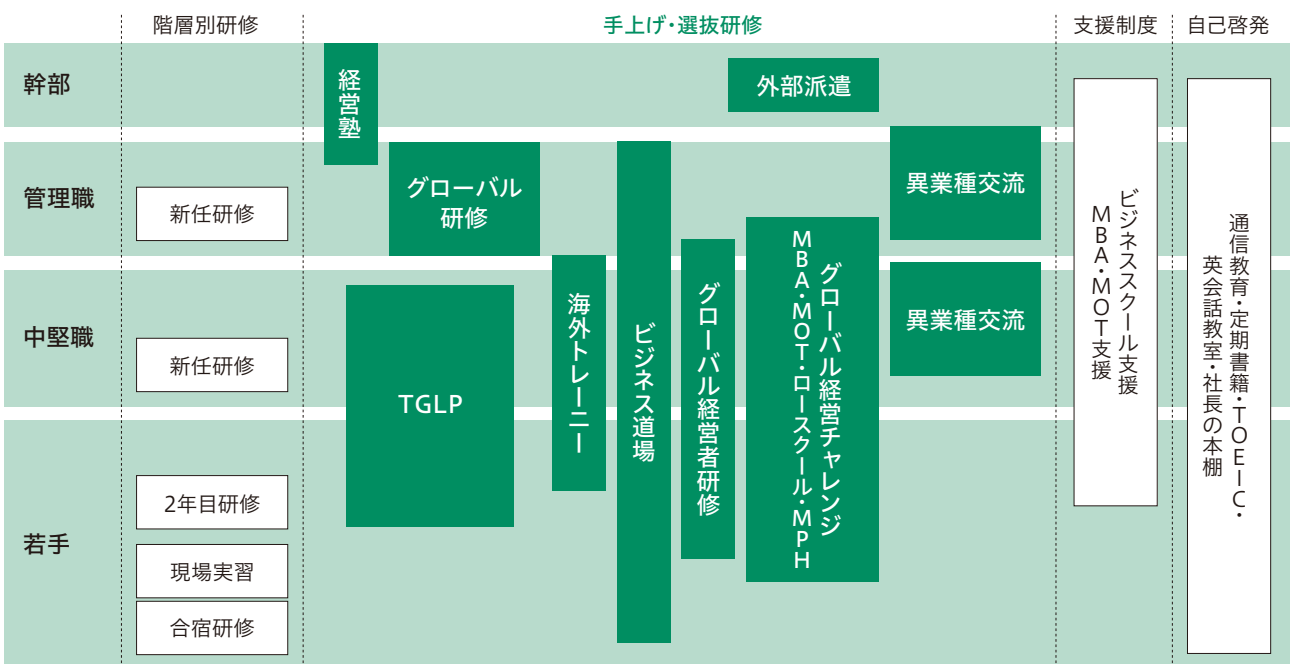 階層別研修
手上げ・選抜研修
支援制度
自己啓発
幹部
経営塾
外部派遣
管理職
新任研修
グローバル
研修
異業種交流
中堅職
新任研修
TGLP
海外トレーニー
ビジネス道場
グローバル経営者研修
グローバル経営チャレンジ
MBA・MOT・ロースクール・MPH
異業種交流
若手
2年目研修
現場実習
合宿研修
ビジネススクール支援
MBA・MOT支援
通信教育・定期書籍・TOEIC・
英会話教室・社長の本棚